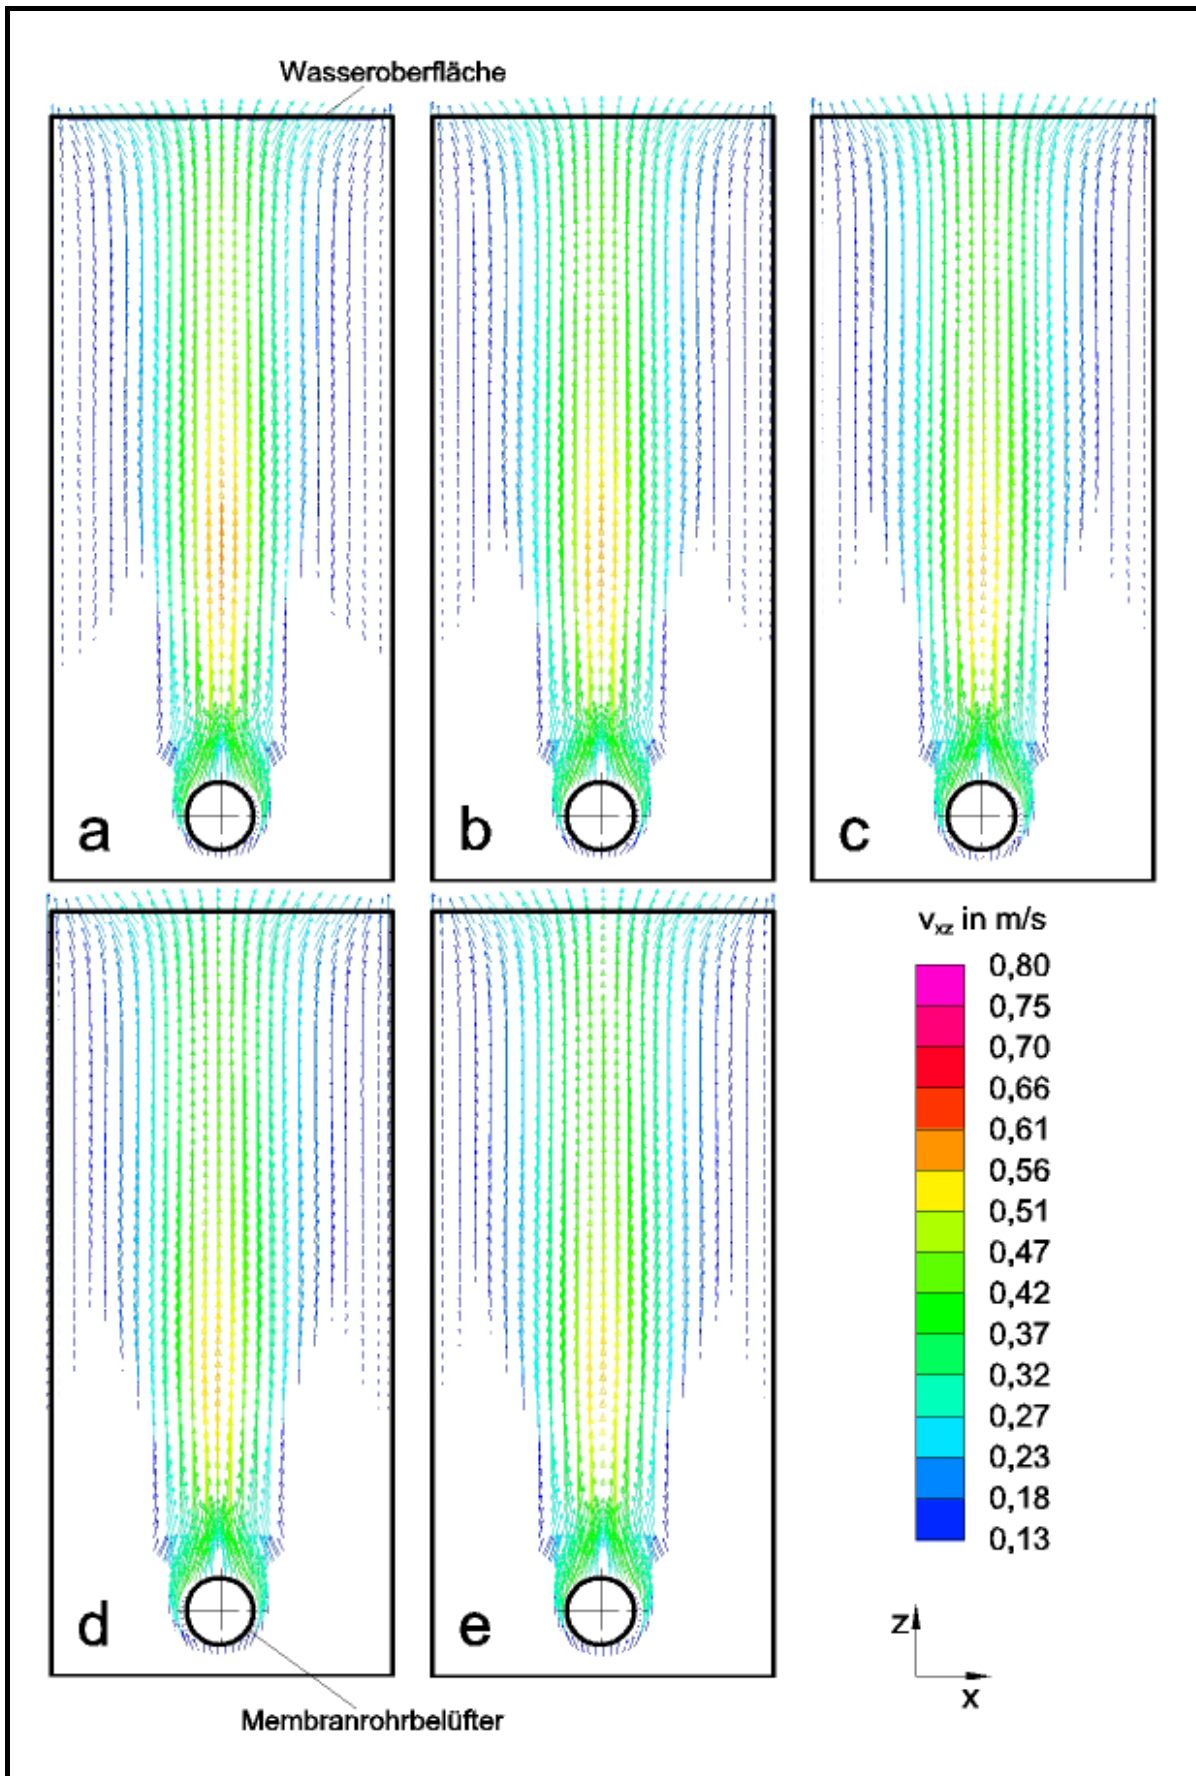 Wasseroberfläche
a
b
c
d
e
v_xz in m/s
0,80
0,75
0,70
0,66
0,61
0,56
0,51
0,47
0,42
0,37
0,32
0,27
0,23
0,18
0,13
z
x
Membranrohrbelüfter